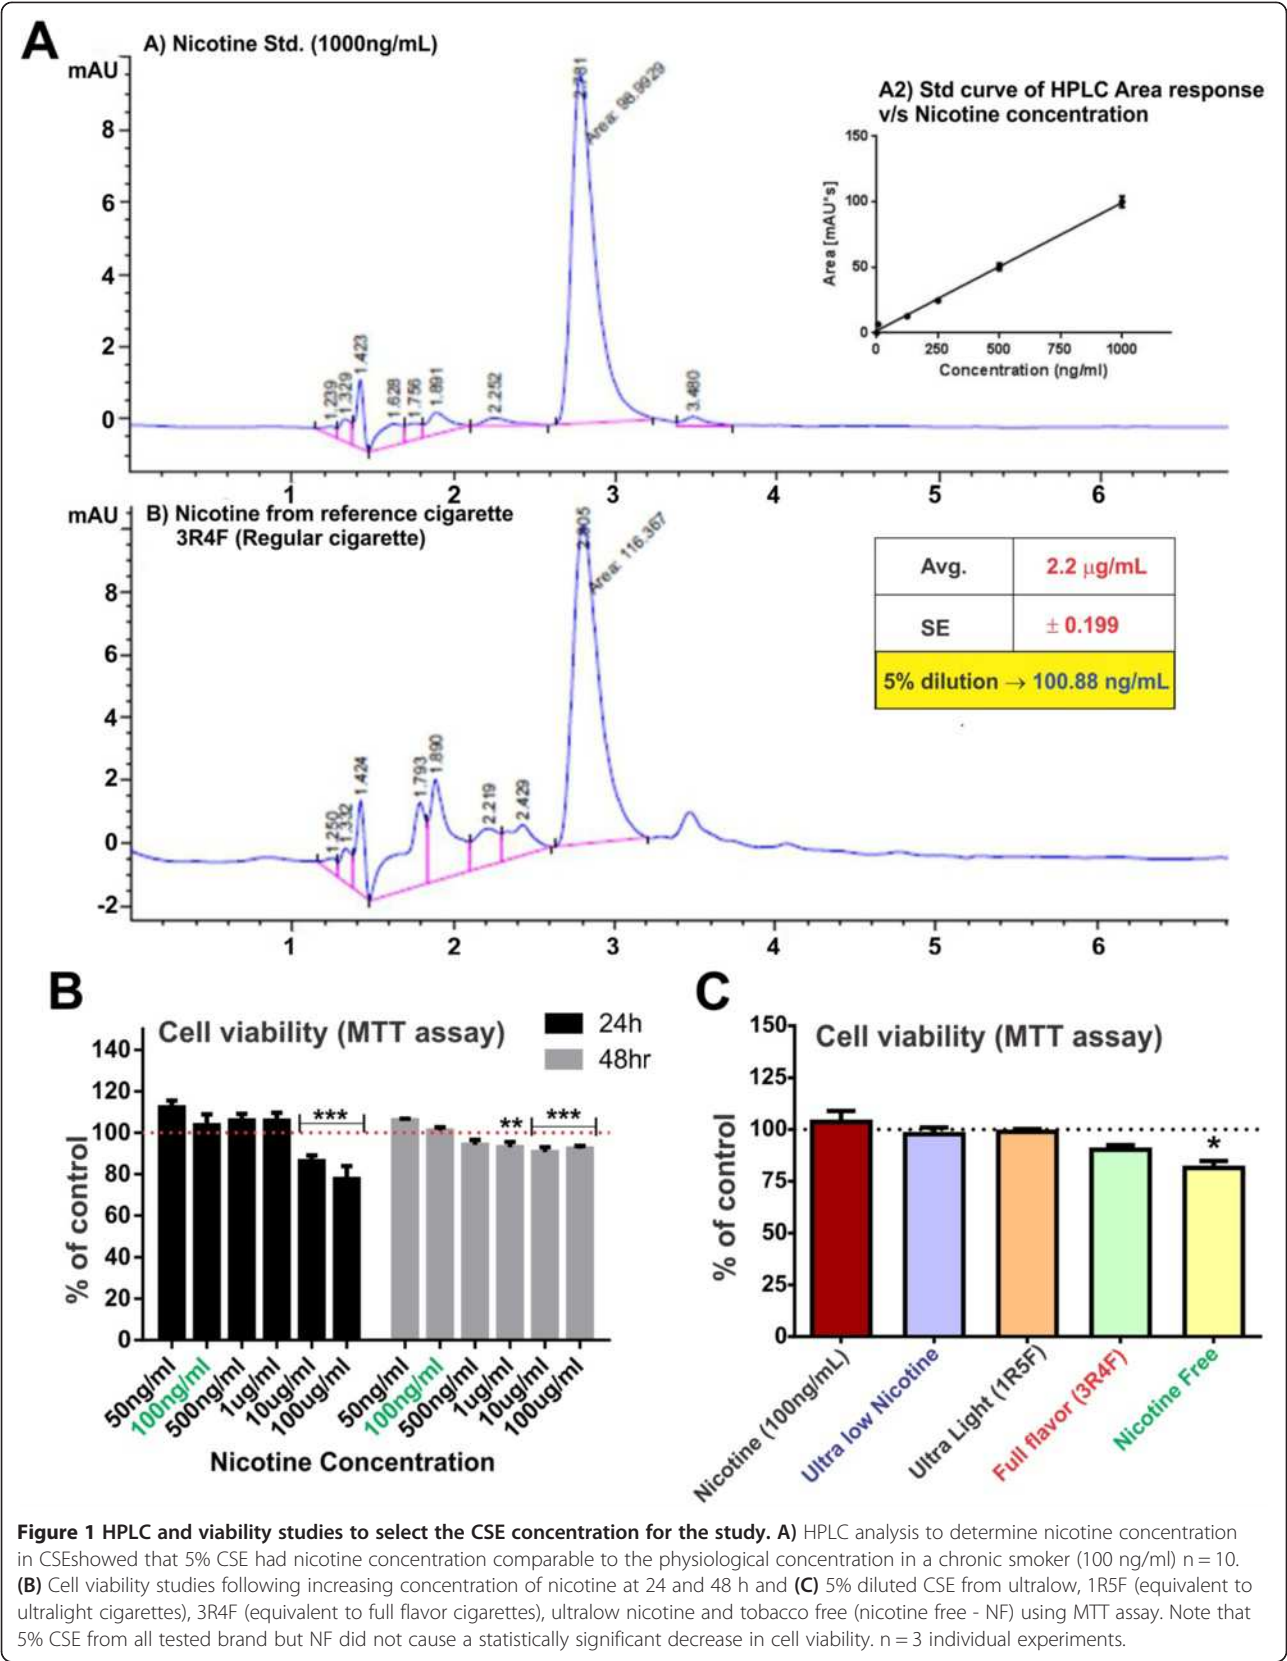 A
A) Nicotine Std. (1000ng/mL)
mAU
8
6
4
2
0
1.239
1.329
1.423
1.628
1.756
1.891
2.252
Area: 98.9929
3.480
1 2 3 4 5 6
A2) Std curve of HPLC Area response
v/s Nicotine concentration
150
100
50
0
Area [mAU*s]
0 250 500 750 1000
Concentration (ng/ml)
mAU
B) Nicotine from reference cigarette
3R4F (Regular cigarette)
8
6
4
2
0
-2
1.250
1.332
1.424
1.793
1.890
2.219
2.429
Area: 116.367
1 2 3 4 5 6
Avg. 2.2 µg/mL
SE ± 0.199
5% dilution → 100.88 ng/mL
B
Cell viability (MTT assay)
24h
48hr
% of control
140
120
100
80
60
40
20
0
*** ** ***
50ng/ml
100ng/ml
500ng/ml
1ug/ml
10ug/ml
100ug/ml
50ng/ml
100ng/ml
500ng/ml
1ug/ml
10ug/ml
100ug/ml
Nicotine Concentration
C
Cell viability (MTT assay)
% of control
150
125
100
75
50
25
0
*
Nicotine (100ng/mL)
Ultra low Nicotine
Ultra Light (1R5F)
Full flavor (3R4F)
Nicotine Free
Figure 1 HPLC and viability studies to select the CSE concentration for the study. A) HPLC analysis to determine nicotine concentration
in CSEshowed that 5% CSE had nicotine concentration comparable to the physiological concentration in a chronic smoker (100 ng/ml) n = 10.
(B) Cell viability studies following increasing concentration of nicotine at 24 and 48 h and (C) 5% diluted CSE from ultralow, 1R5F (equivalent to
ultralight cigarettes), 3R4F (equivalent to full flavor cigarettes), ultralow nicotine and tobacco free (nicotine free - NF) using MTT assay. Note that
5% CSE from all tested brand but NF did not cause a statistically significant decrease in cell viability. n = 3 individual experiments.